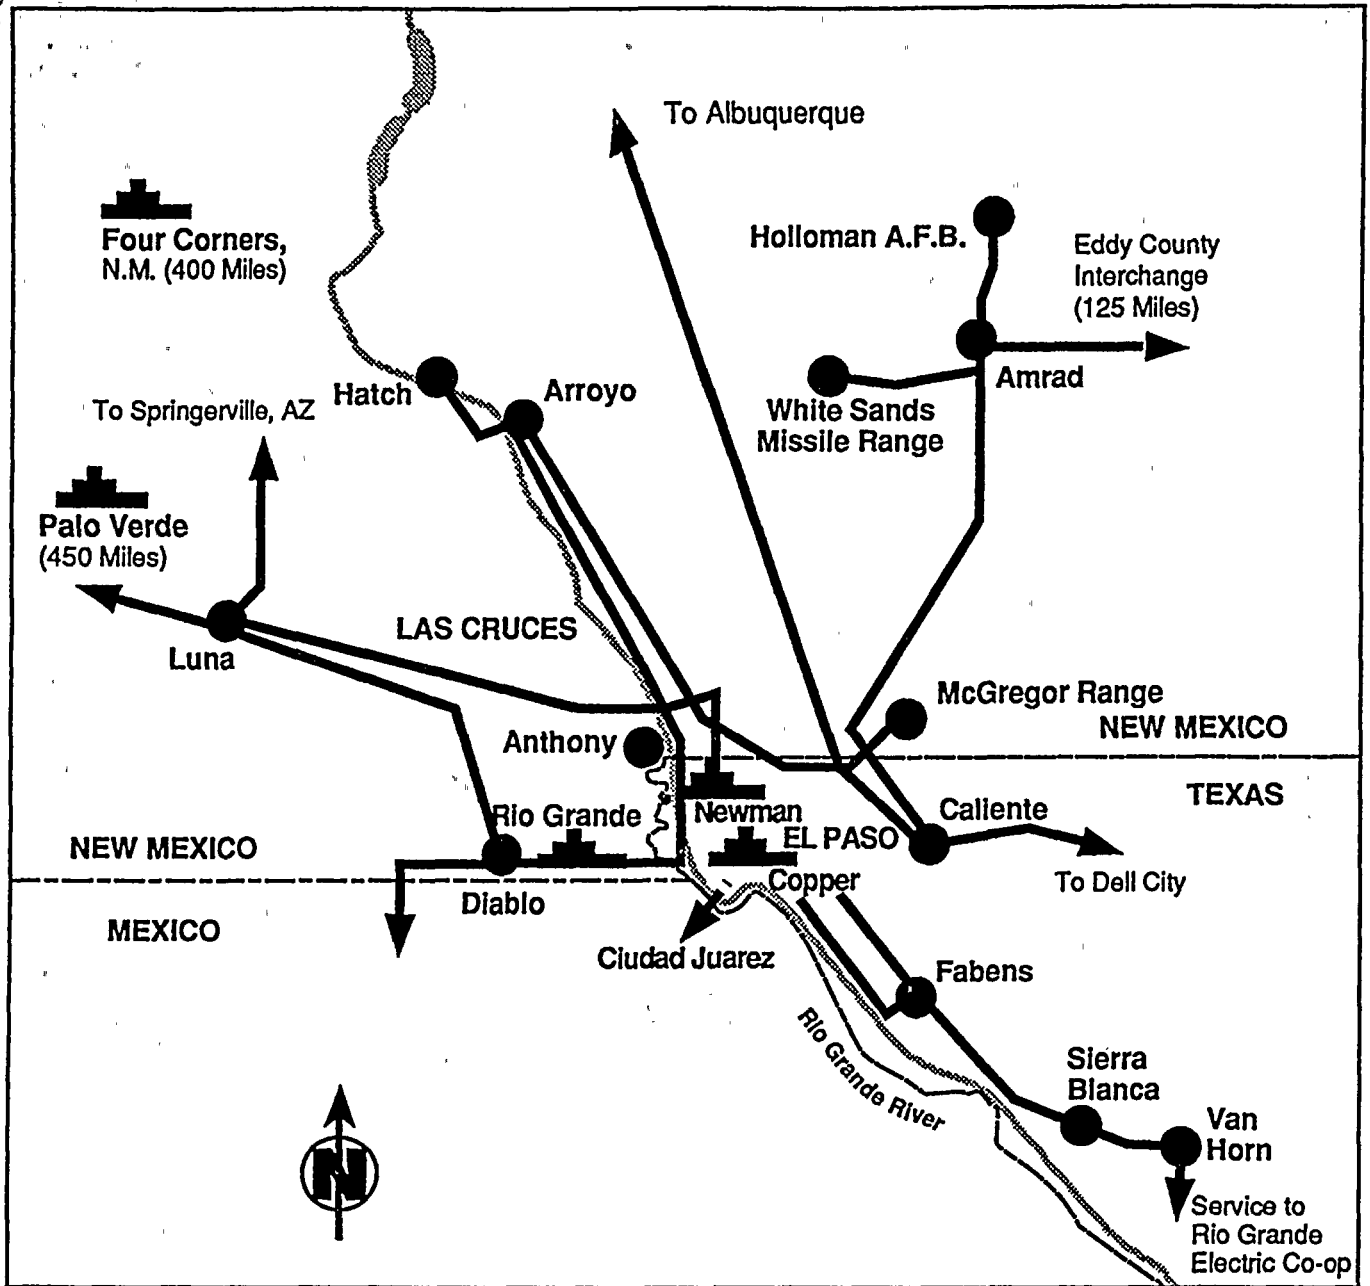 To Albuquerque
Four Corners,
N.M. (400 Miles)
Holloman A.F.B.
Eddy County
Interchange
(125 Miles)
Hatch
Arroyo
Amrad
To Springerville, AZ
White Sands
Missile Range
Palo Verde
(450 Miles)
LAS CRUCES
Luna
McGregor Range
NEW MEXICO
Anthony
TEXAS
Rio Grande
Newman
Caliente
EL PASO
NEW MEXICO
Copper
To Dell City
Diablo
MEXICO
Ciudad Juarez
Fabens
Rio Grande River
Sierra
Blanca
Van
Horn
N
Service to
Rio Grande
Electric Co-op